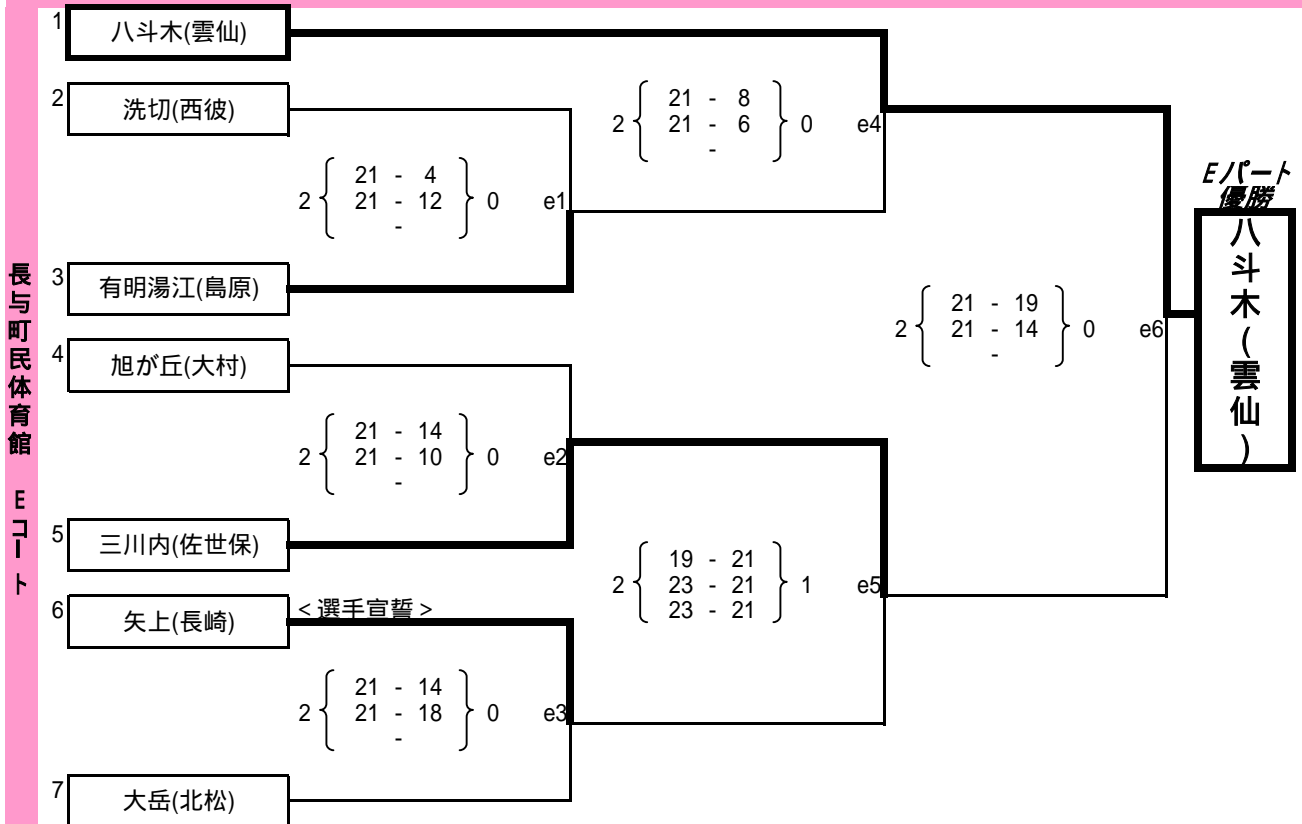 長与町民体育館 Eコート
1
八斗木(雲仙)
2
洗切(西彼)
2 21 - 4 0 e1
21 - 12
-
3
有明湯江(島原)
2 21 - 8 0 e4
21 - 6
-
4
旭が丘(大村)
2 21 - 14 0 e2
21 - 10
-
5
三川内(佐世保)
6
矢上(長崎)
<選手宣誓>
2 19 - 21 1 e5
23 - 21
23 - 21
2 21 - 14 0 e3
21 - 18
-
7
大岳(北松)
2 21 - 19 0 e6
21 - 14
-
Eパート
優勝
八斗木(雲仙)